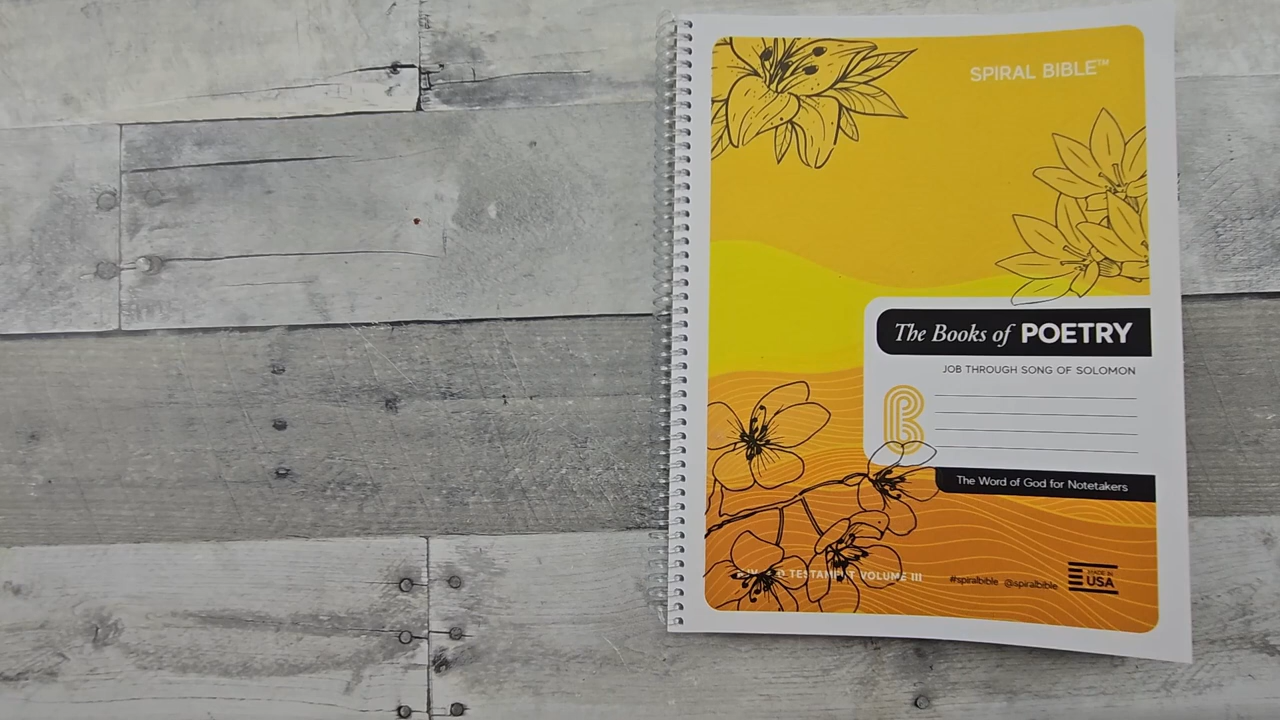 SPIRAL BIBLE™
The Books of POETRY
JOB THROUGH SONG OF SOLOMON
The Word of God for Notetakers
TESTAMENT VOLUME III
#spiralbible @spiralbible
MADE IN
USA